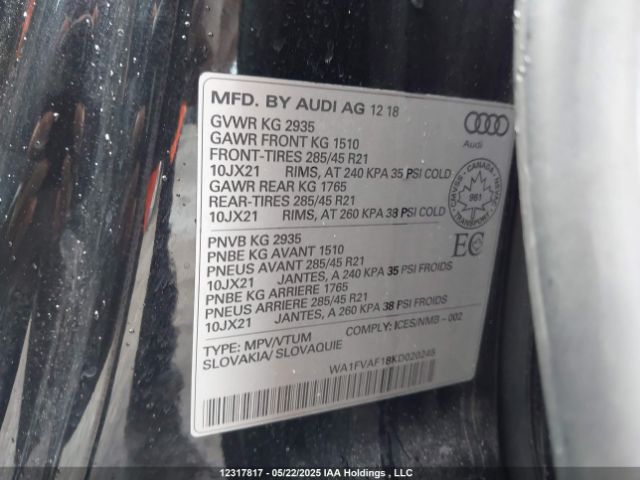 MFD. BY AUDI AG 12 18
GVWR KG 2935
GAWR FRONT KG 1510
FRONT-TIRES 285/45 R21
10JX21 RIMS, AT 240 KPA 35 PSI COLD
GAWR REAR KG 1765
REAR-TIRES 285/45 R21
10JX21 RIMS, AT 260 KPA 38 PSI COLD
Audi
CANADA
CMVSS - NSVAC
981
TRANSPORT
EC
PNVB KG 2935
PNBE KG AVANT 1510
PNEUS AVANT 285/45 R21
10JX21 JANTES, A 240 KPA 35 PSI FROIDS
PNBE KG ARRIERE 1765
PNEUS ARRIERE 285/45 R21
10JX21 JANTES, A 260 KPA 38 PSI FROIDS
TYPE: MPV/VTUM COMPLY: ICES/NMB - 002
SLOVAKIA/ SLOVAQUIE
WA1FVAF18KD020245
12317817 - 05/22/2025 IAA Holdings , LLC